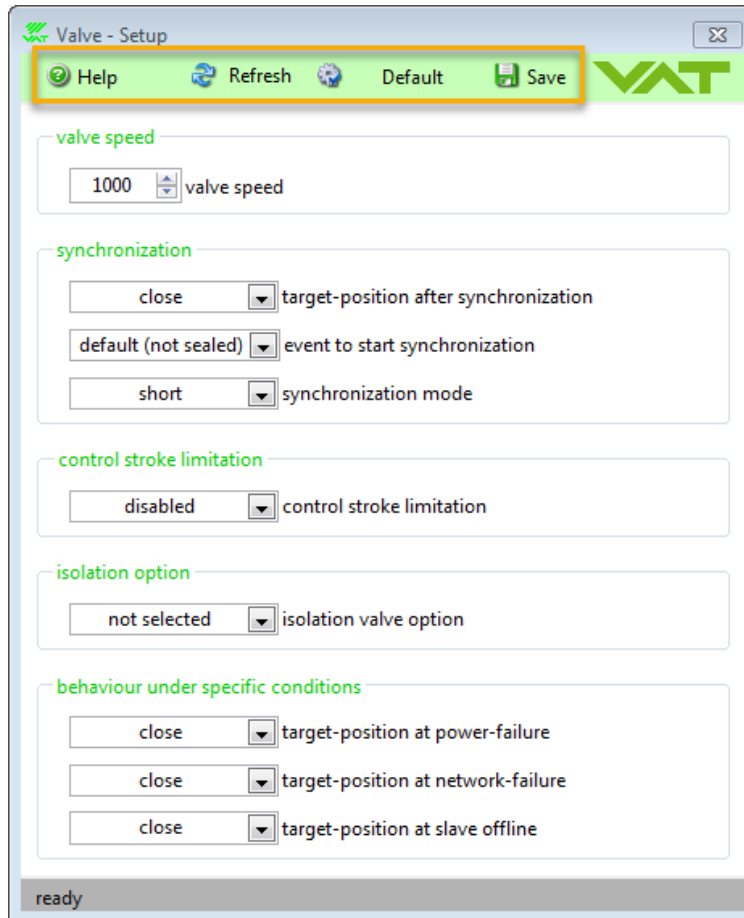 VAT Valve - Setup
Help Refresh Default Save VAT
valve speed
1000 valve speed
synchronization
close target-position after synchronization
default (not sealed) event to start synchronization
short synchronization mode
control stroke limitation
disabled control stroke limitation
isolation option
not selected isolation valve option
behaviour under specific conditions
close target-position at power-failure
close target-position at network-failure
close target-position at slave offline
ready